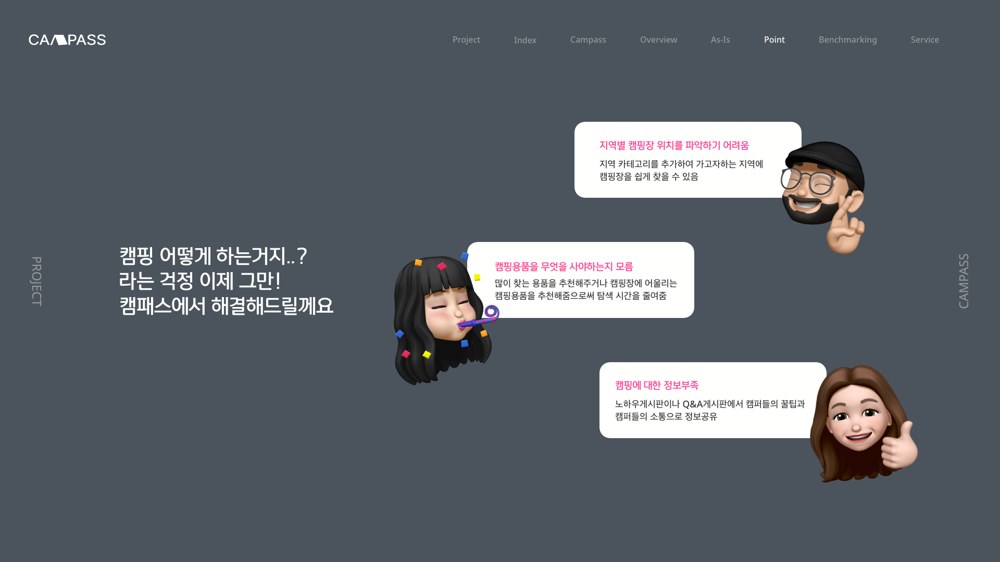 CAMPASS
Project
Index
Campass
Overview
As-Is
Point
Benchmarking
Service
지역별 캠핑장 위치를 파악하기 어려움
지역 카테고리를 추가하여 가고자하는 지역에
캠핑장을 쉽게 찾을 수 있음
PROJECT
캠핑 어떻게 하는거지..?
라는 걱정 이제 그만!
캠패스에서 해결해드릴께요
캠핑용품을 무엇을 사야하는지 모름
많이 찾는 용품을 추천해주거나 캠핑장에 어울리는
캠핑용품을 추천해줌으로써 탐색 시간을 줄여줌
CAMPASS
캠핑에 대한 정보부족
노하우게시판이나 Q&A게시판에서 캠퍼들의 꿀팁과
캠퍼들의 소통으로 정보공유